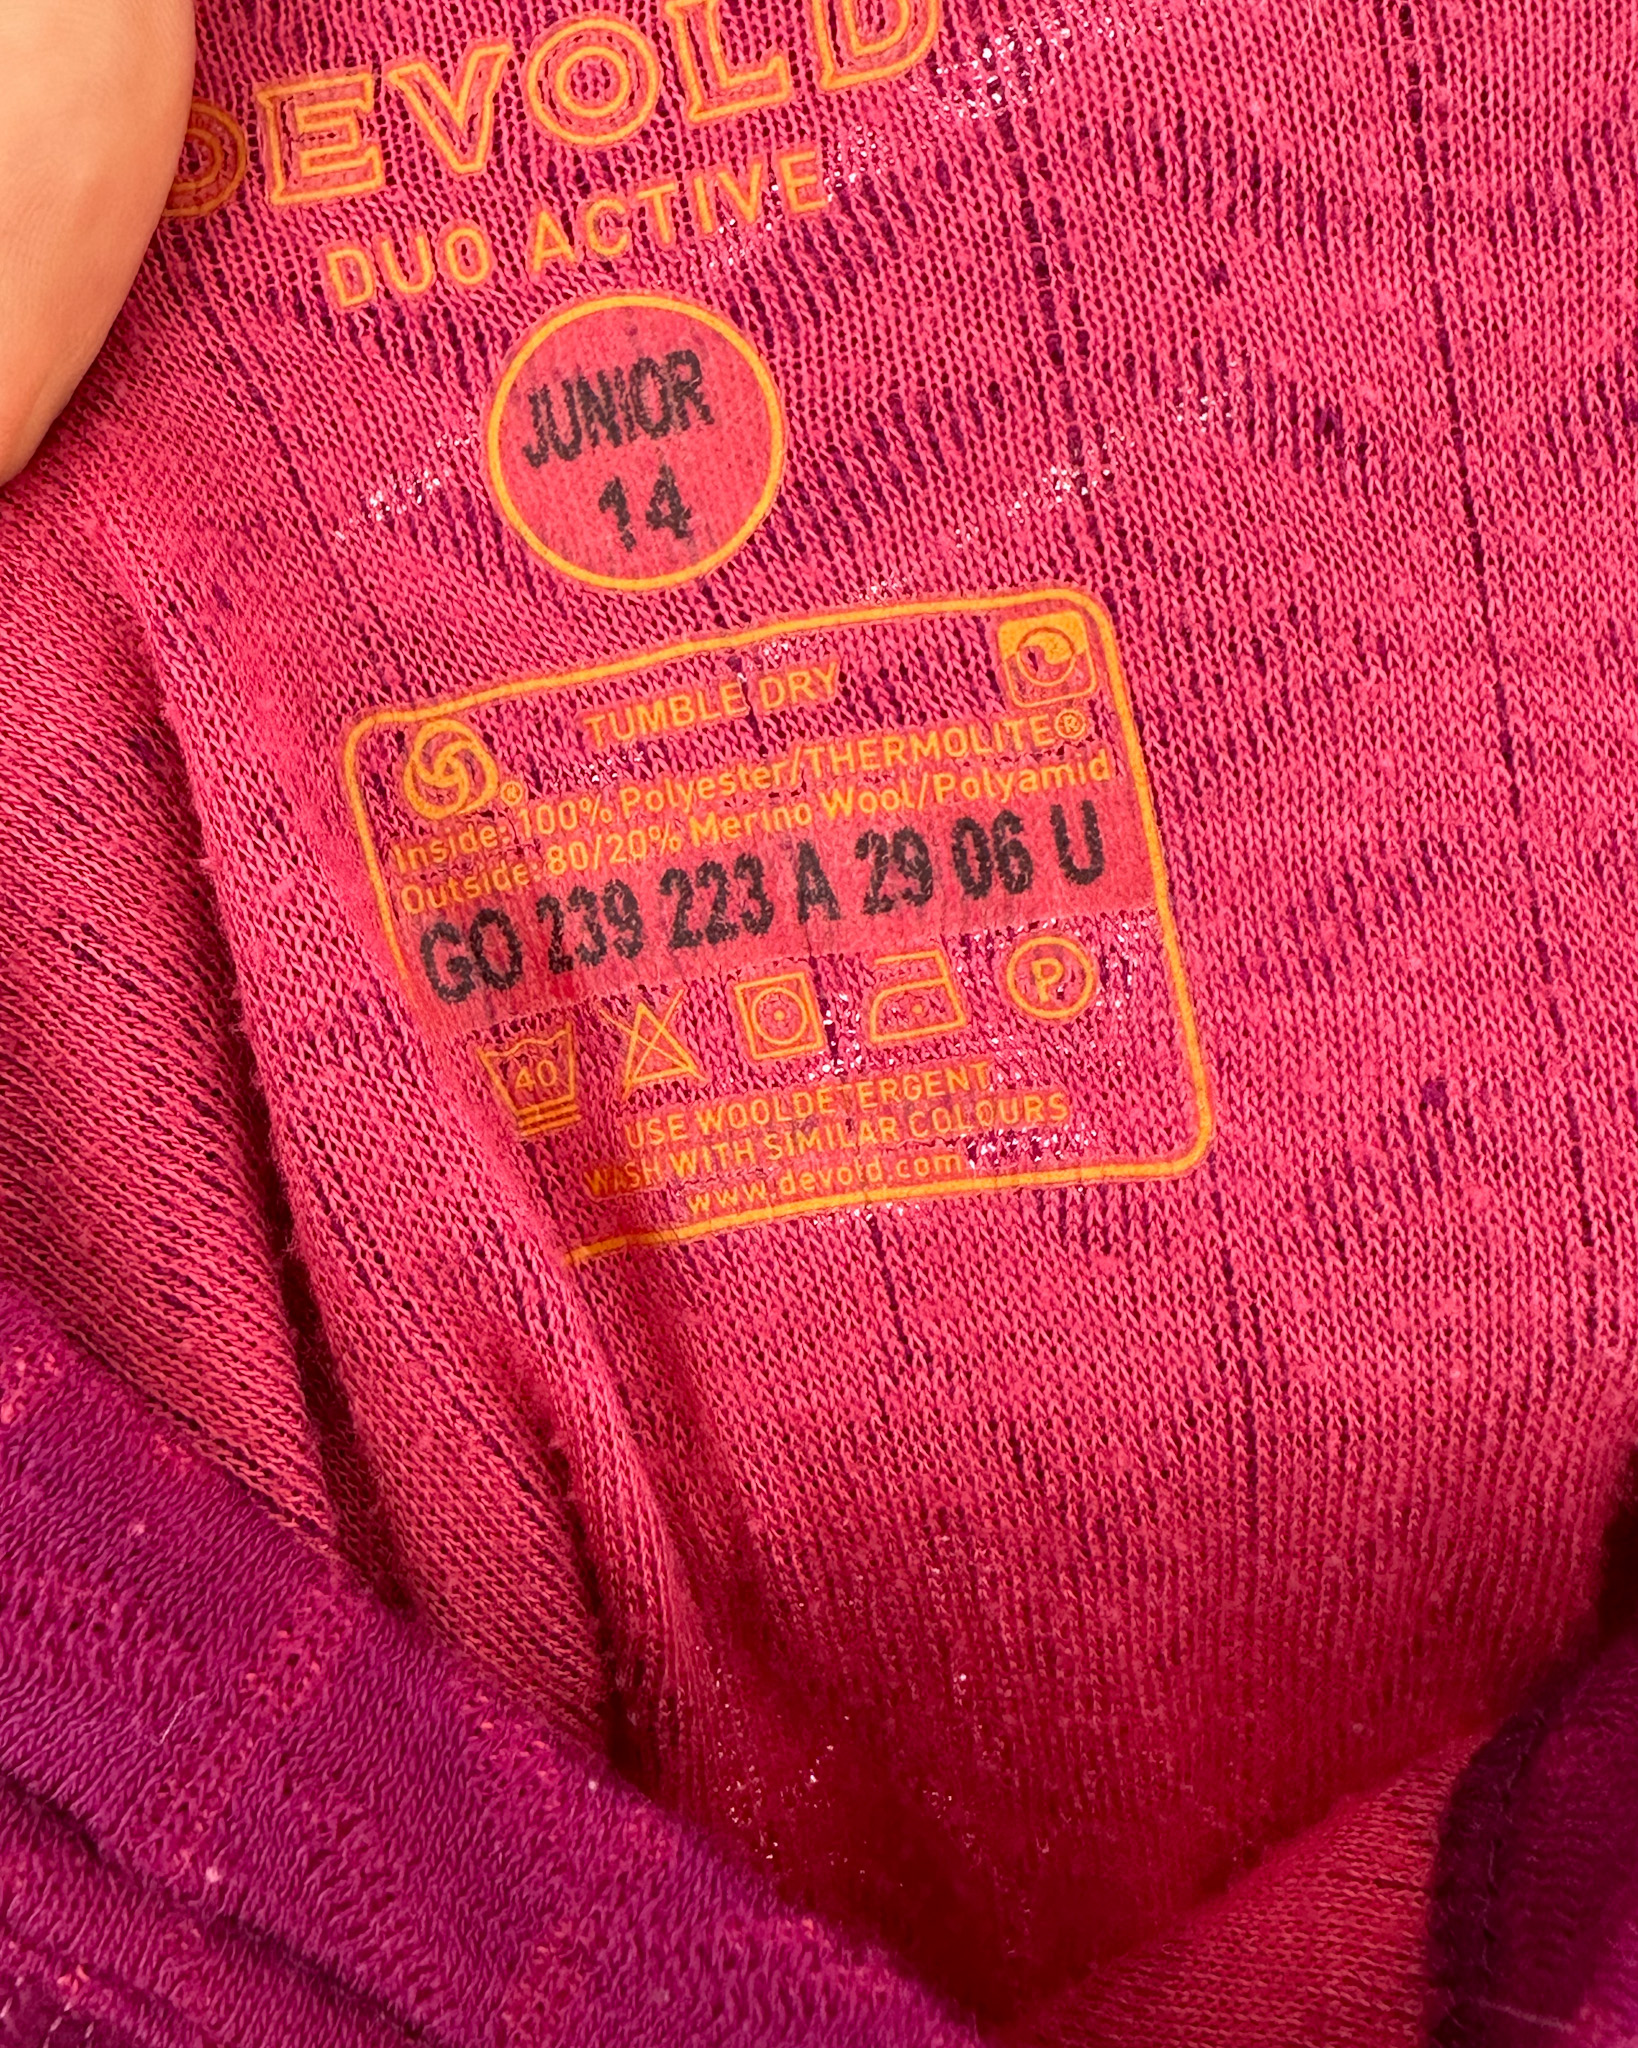 DEVOLD
DUO ACTIVE
JUNIOR
14
TUMBLE DRY
®
Inside: 100% Polyester/THERMOLITE®
Outside: 80/20% Merino Wool/Polyamid
GO 239 223 A 29 06 U
40
P
USE WOOLDETERGENT
WASH WITH SIMILAR COLOURS
www.devold.com